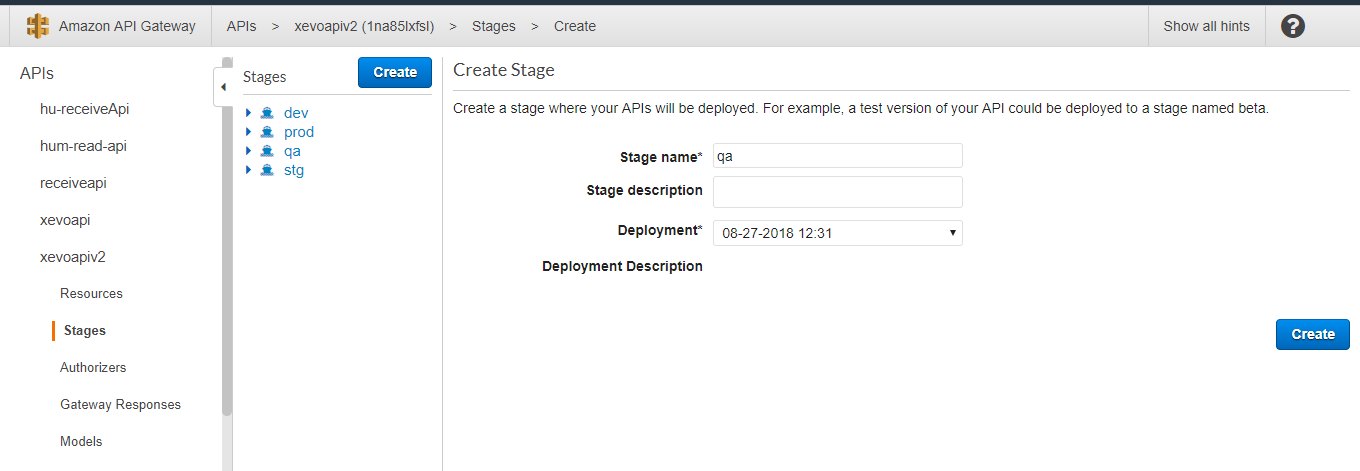 Amazon API Gateway APIs > xevoapiv2 (1na85lxfsl) > Stages > Create Show all hints ?
APIs
hu-receiveApi
hum-read-api
receiveapi
xevoapi
xevoapiv2
Resources
Stages
Authorizers
Gateway Responses
Models
Stages Create
dev
prod
qa
stg
Create Stage
Create a stage where your APIs will be deployed. For example, a test version of your API could be deployed to a stage named beta.
Stage name* qa
Stage description
Deployment* 08-27-2018 12:31
Deployment Description
Create